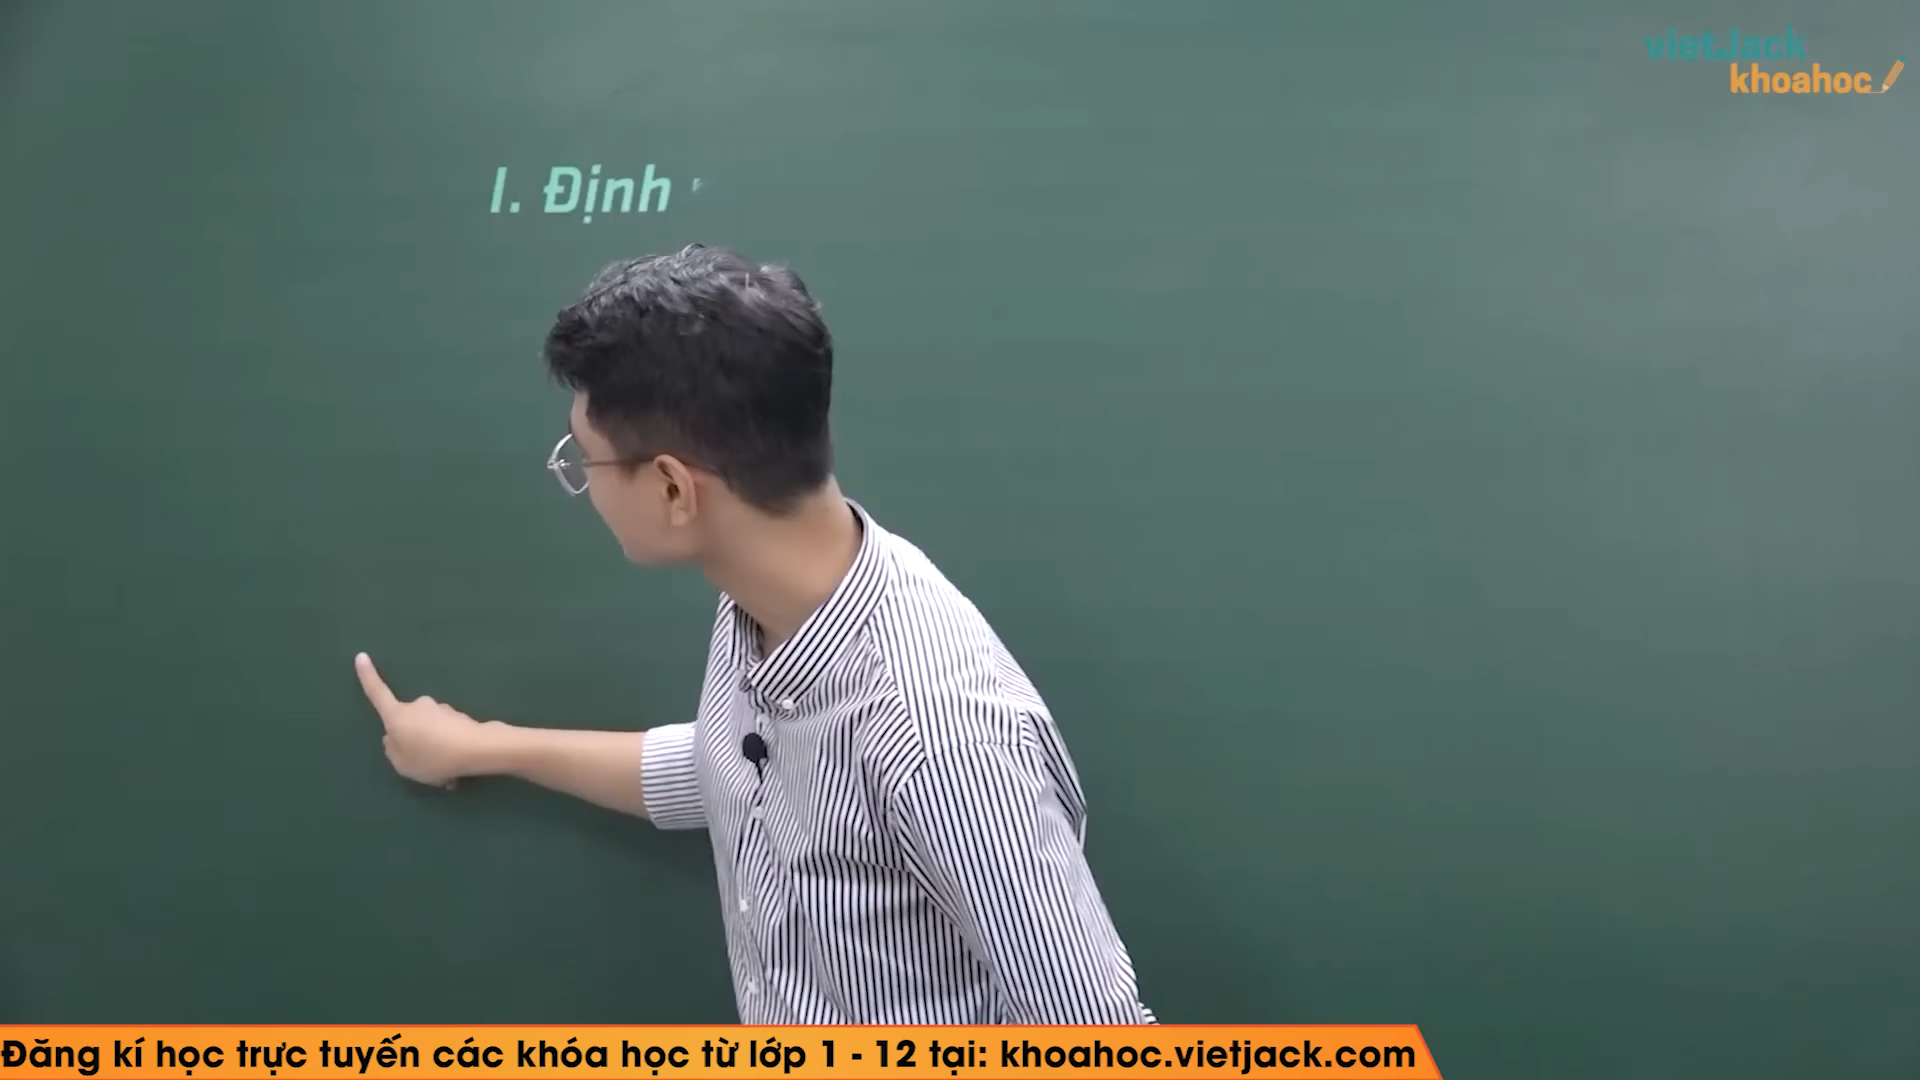 vietJack
khoahoc
I. Định
Đăng kí học trực tuyến các khóa học từ lớp 1 - 12 tại: khoahoc.vietjack.com